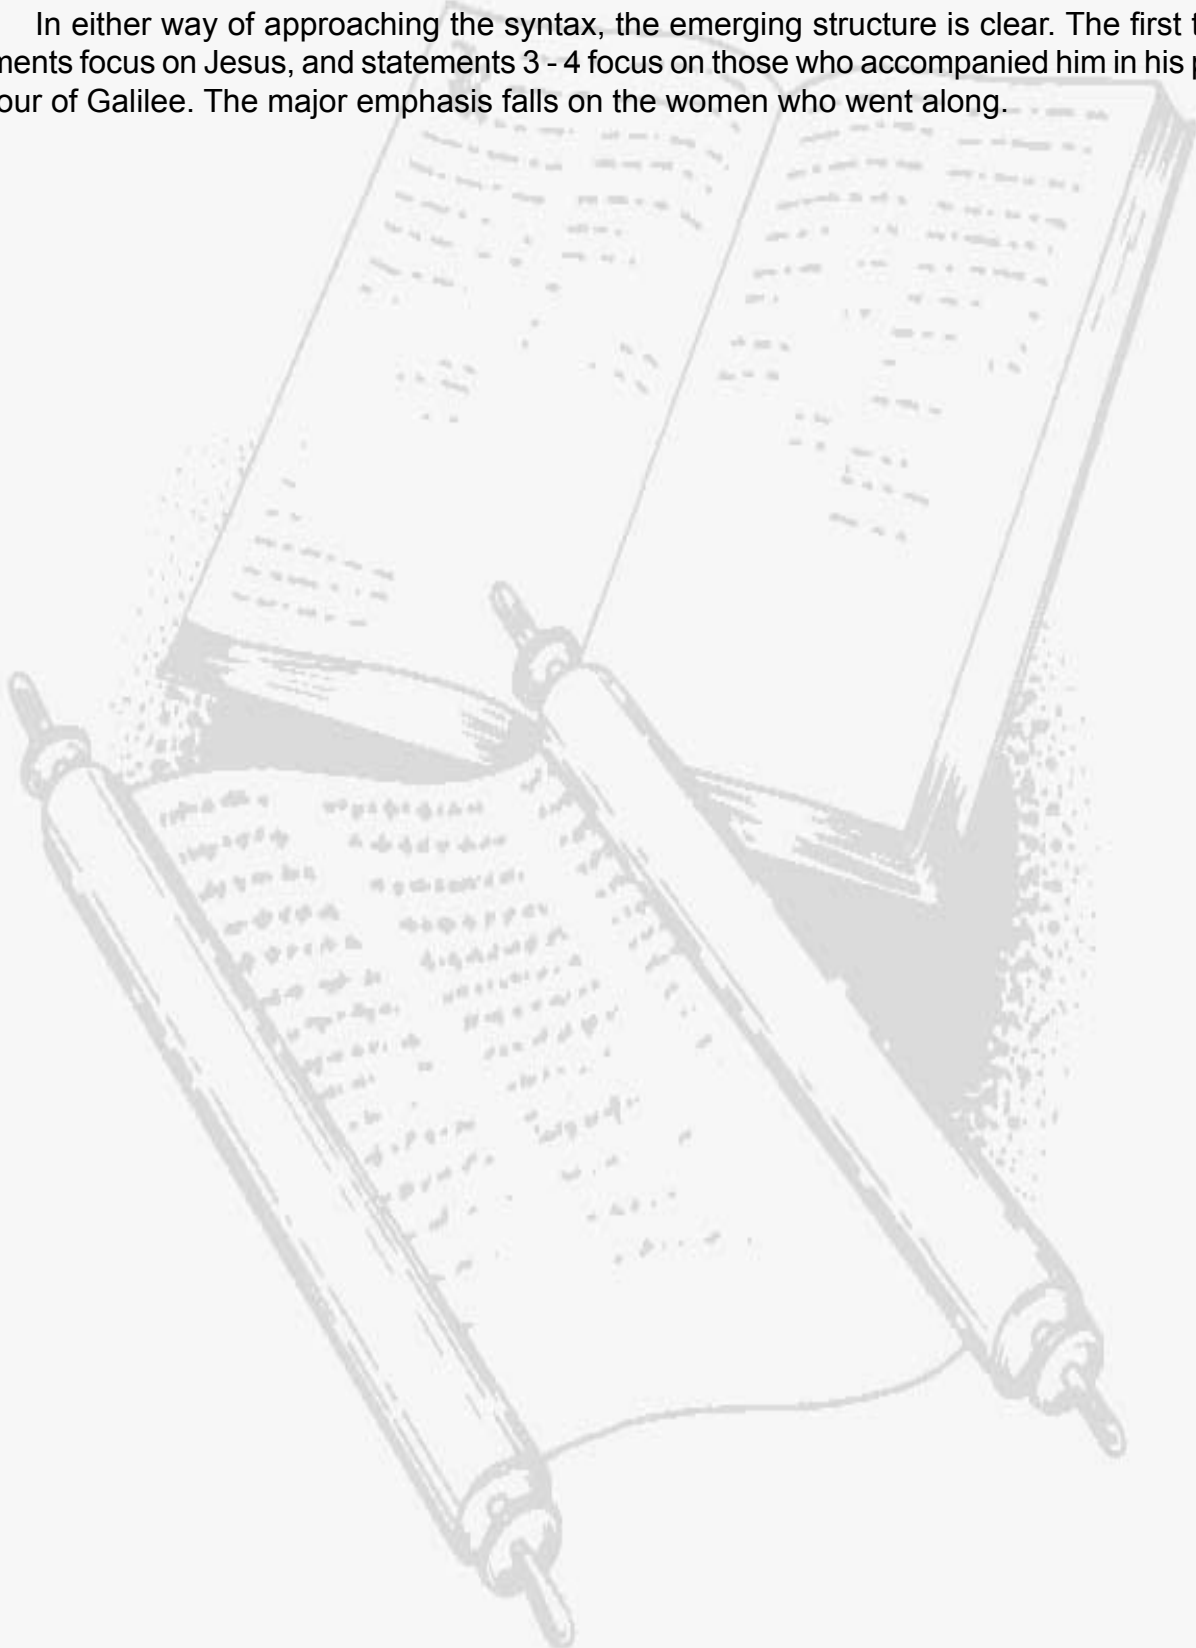 In either way of approaching the syntax, the emerging structure is clear. The first
focus on Jesus, and statements 3 - 4 focus on those who accompanied him in his
of Galilee. The major emphasis falls on the women who went along.